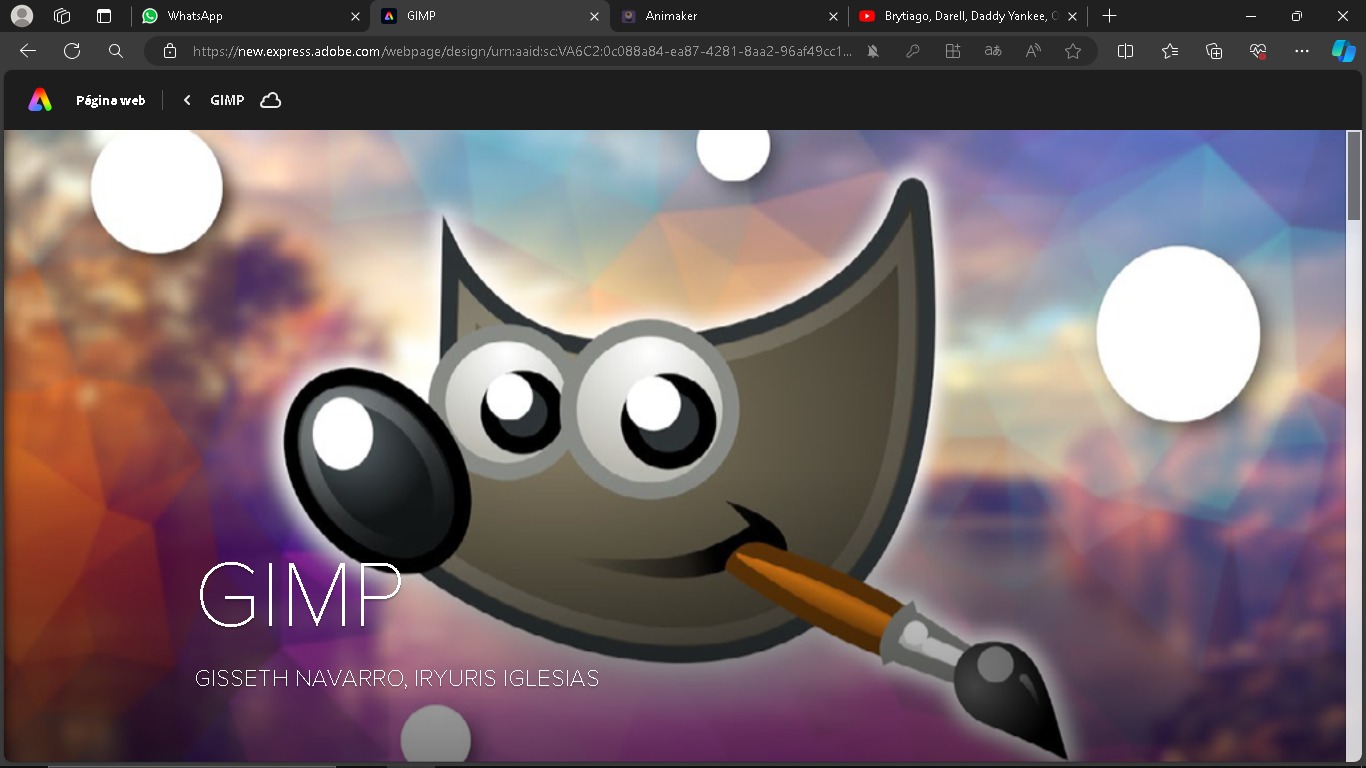 WhatsApp
GIMP
Animaker
Brytiago, Darell, Daddy Yankee,
https://new.express.adobe.com/webpage/design/urn:aaid:sc:VA6C2:0c088a84-ea87-4281-8aa2-96af49cc1...
Página web
GIMP
GIMP
GISSETH NAVARRO, IRYURIS IGLESIAS